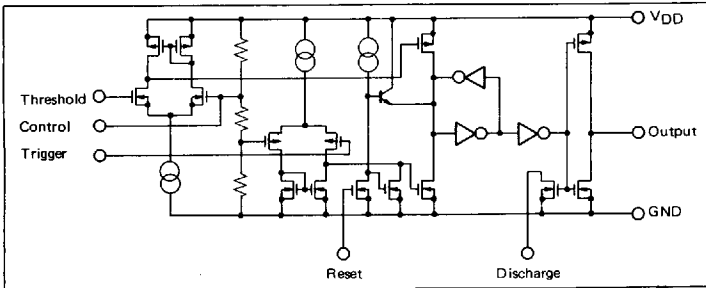 VDD
Threshold
Control
Trigger
Output
GND
Reset
Discharge